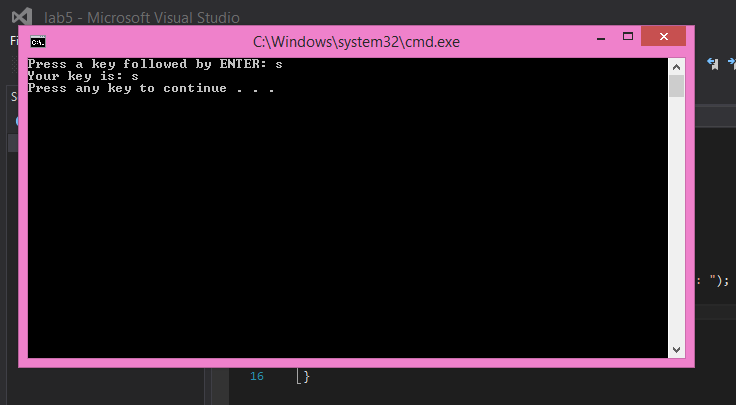 lab5 - Microsoft Visual Studio
C:\Windows\system32\cmd.exe
Press a key followed by ENTER: s
Your key is: s
Press any key to continue . . .
: ");
16 }